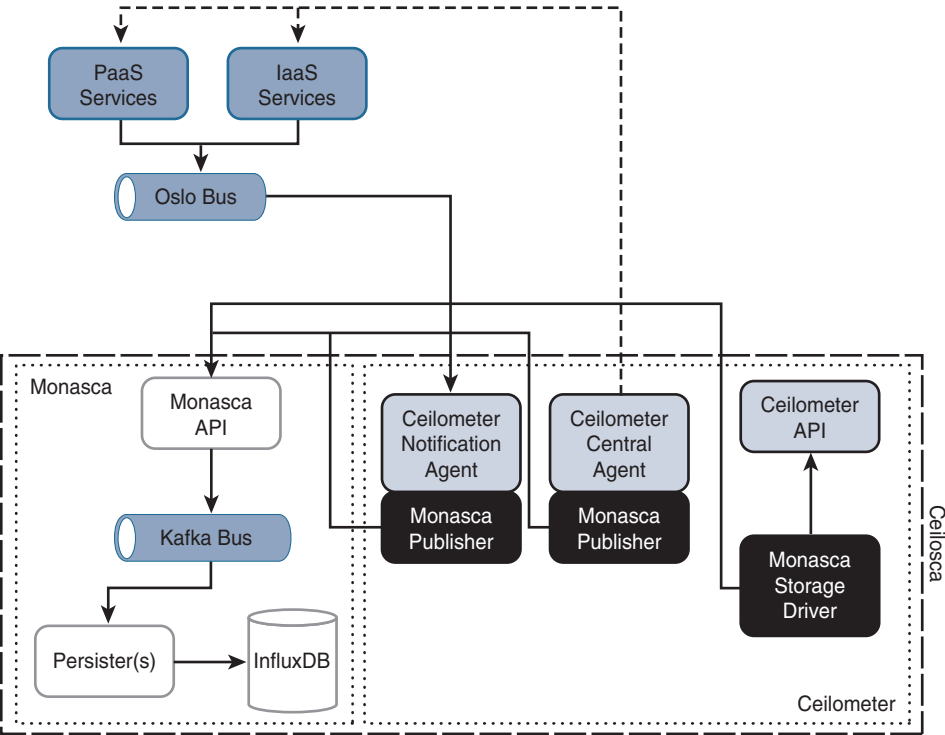 PaaS
Services
IaaS
Services
Oslo Bus
Monasca
Monasca
API
Kafka Bus
Persister(s)
InfluxDB
Ceilometer
Notification
Agent
Monasca
Publisher
Ceilometer
Central
Agent
Monasca
Publisher
Ceilometer
API
Monasca
Storage
Driver
Ceilometer
Ceilosca